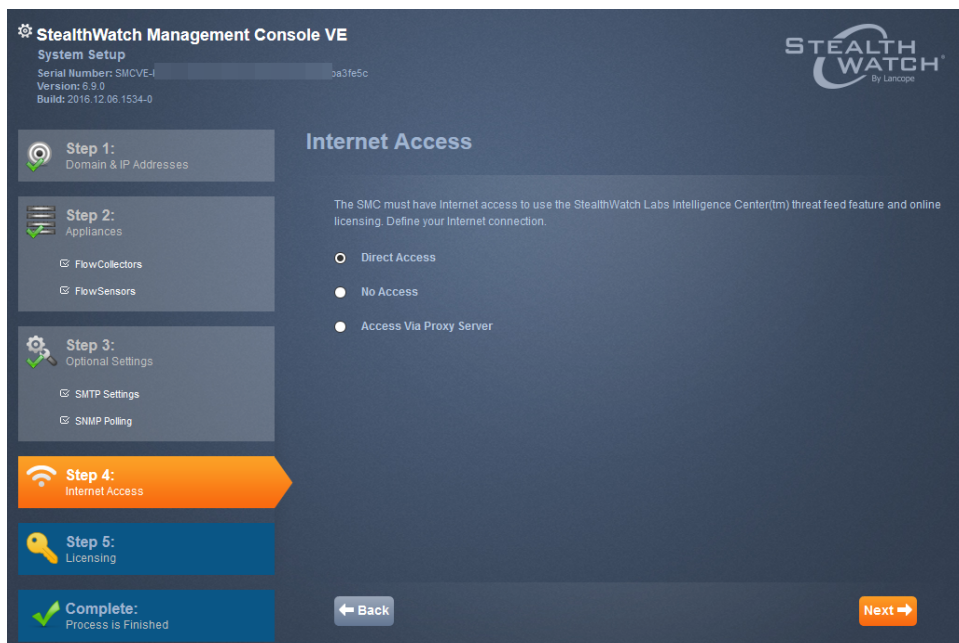 StealthWatch Management Console VE
System Setup
Serial Number: SMCVE-
Version: 6.9.0
Build: 2016.12.06.1534-0
STEALTH
WATCH
By Lancope
Step 1:
Domain & IP Addresses
Step 2:
Appliances
FlowCollectors
FlowSensors
Step 3:
Optional Settings
SMTP Settings
SNMP Polling
Step 4:
Internet Access
Step 5:
Licensing
Complete:
Process is Finished
Internet Access
The SMC must have Internet access to use the StealthWatch Labs Intelligence Center(tm) threat feed feature and online
licensing. Define your Internet connection.
Direct Access
No Access
Access Via Proxy Server
Back
Next